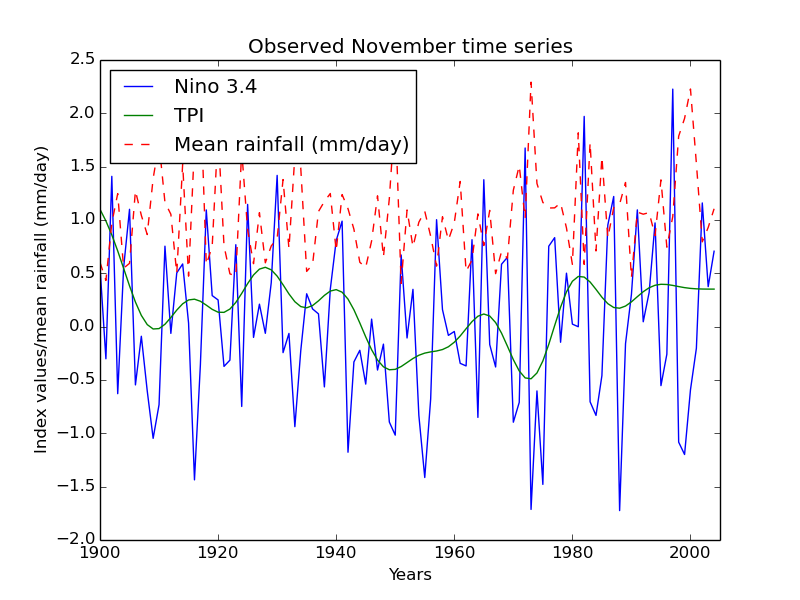 Observed November time series
Index values/mean rainfall (mm/day)
2.5
2.0
1.5
1.0
0.5
0.0
−0.5
−1.0
−1.5
−2.0
Nino 3.4
TPI
Mean rainfall (mm/day)
1900 1920 1940 1960 1980 2000
Years